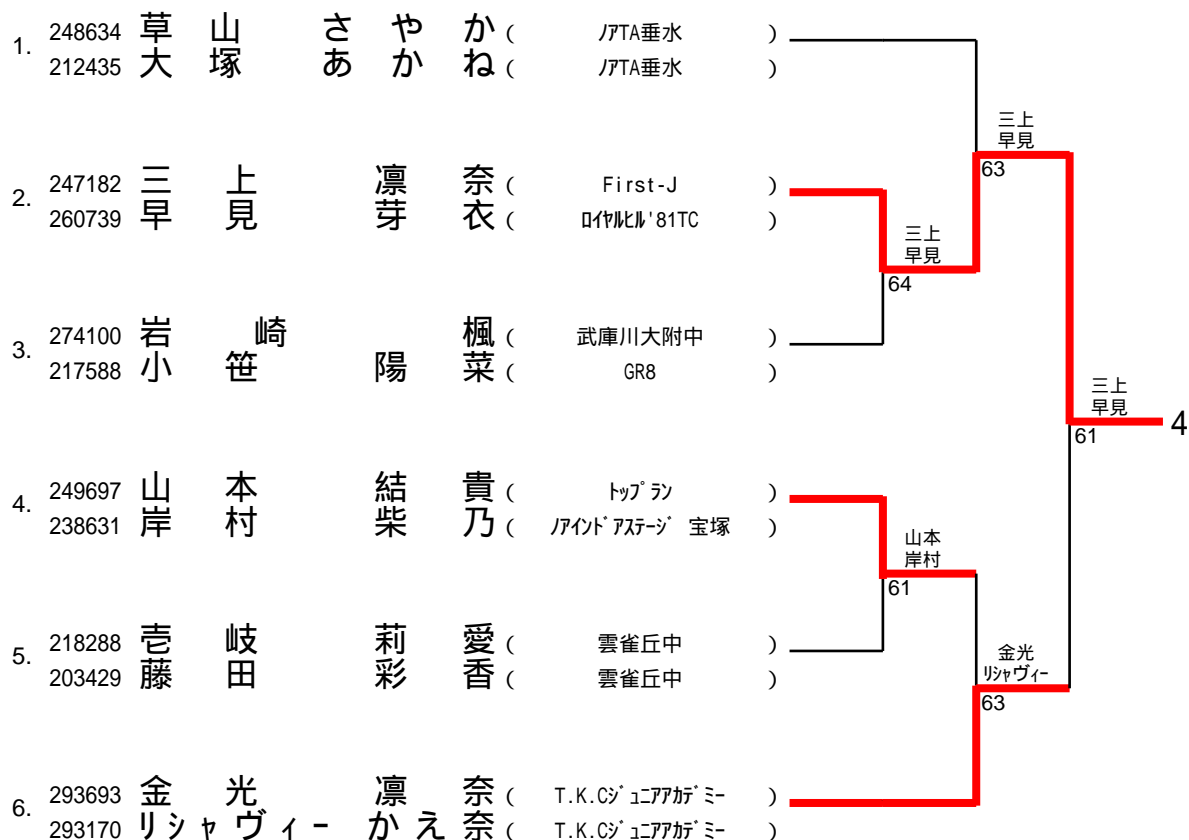 1. 248634 草山 さやか ( ノアTA垂水 )
212435 大塚 あかね ( ノアTA垂水 )
三上
早見
63
2. 247182 三上 凛奈 ( First-J )
260739 早見 芽衣 ( ロイヤルヒル'81TC )
三上
早見
64
3. 274100 岩崎 楓 ( 武庫川大附中 )
217588 小笹 陽菜 ( GR8 )
三上
早見
61
4
4. 249697 山本 結貴 ( トップラン )
238631 岸村 柴乃 ( ノアインドアステージ 宝塚 )
山本
岸村
61
5. 218288 壱岐 莉愛 ( 雲雀丘中 )
203429 藤田 彩香 ( 雲雀丘中 )
金光
リシャヴィー
63
6. 293693 金光 凛奈 ( T.K.Cジュニアアカデミー )
293170 リシャヴィー かえ奈 ( T.K.Cジュニアアカデミー )